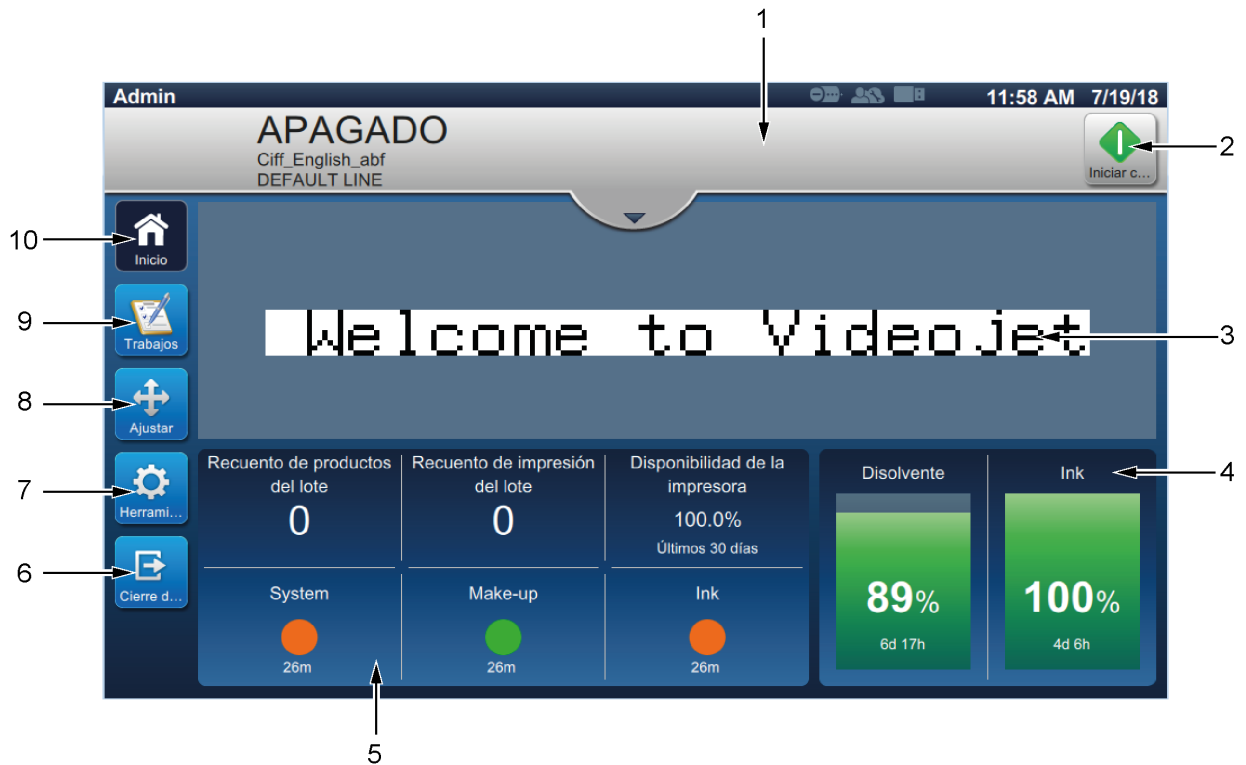 1
Admin
11:58 AM 7/19/18
APAGADO
Ciff_English_abf
DEFAULT LINE
Iniciar c...
2
10
Inicio
9
Trabajos
Welcome to Videojet
3
8
Ajustar
7
Herrami...
Recuento de productos del lote
0
Recuento de impresión del lote
0
Disponibilidad de la impresora
100.0%
Últimos 30 días
Disolvente
89%
6d 17h
Ink
100%
4d 6h
4
6
Cierre d...
System
26m
Make-up
26m
Ink
26m
5